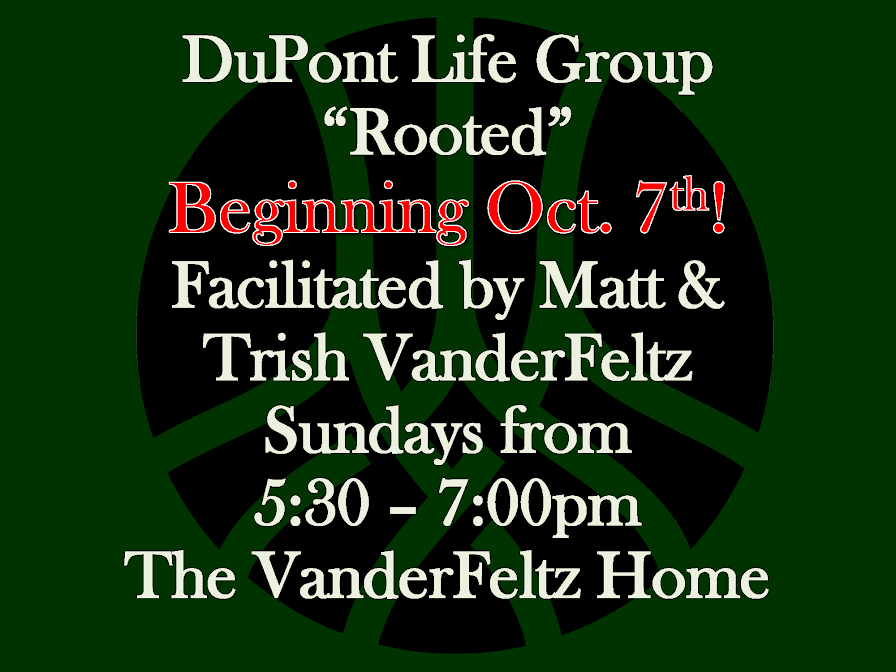 DuPont Life Group
“Rooted”
Beginning Oct. 7th!
Facilitated by Matt &
Trish VanderFeltz
Sundays from
5:30 – 7:00pm
The VanderFeltz Home